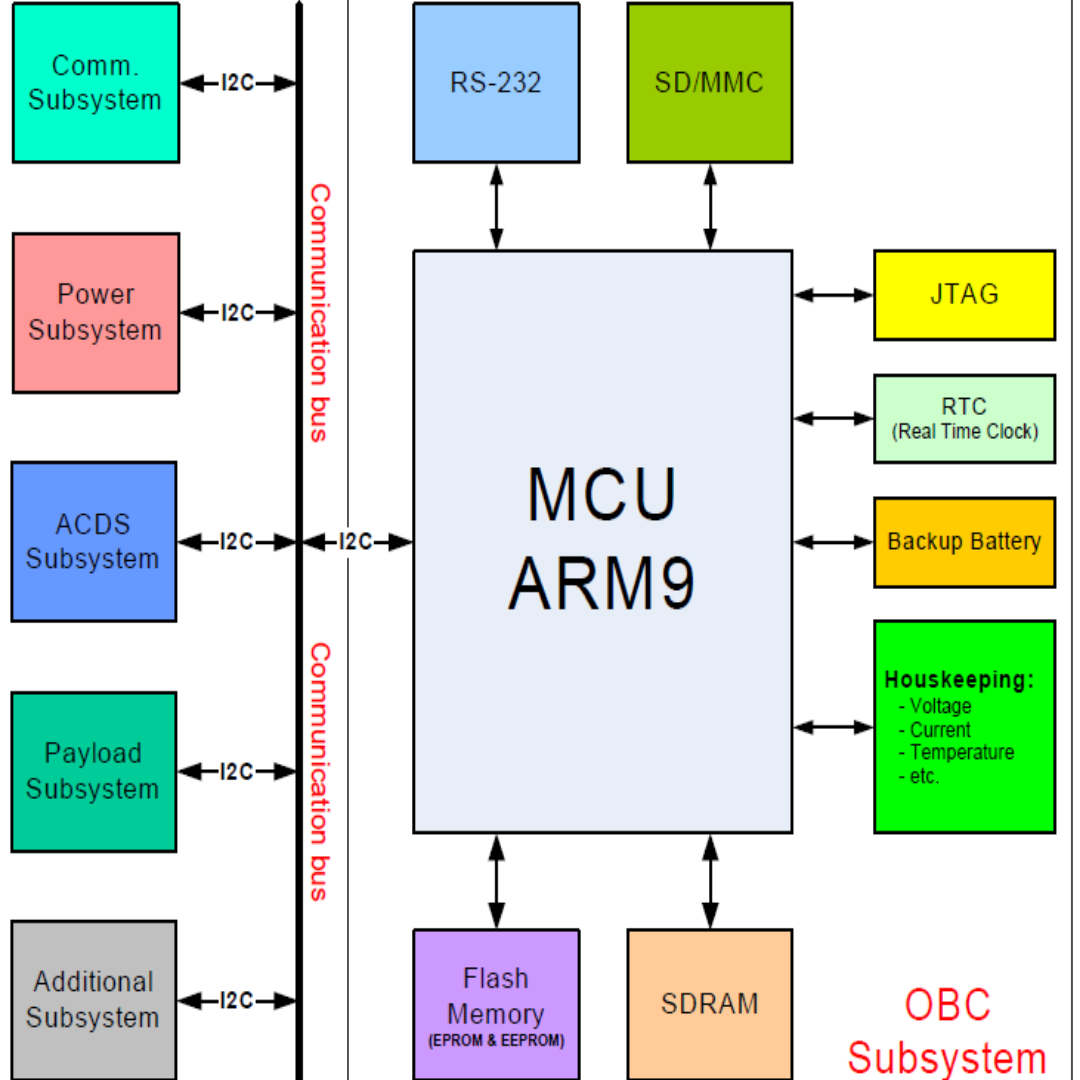 Comm.
Subsystem
I2C
Power
Subsystem
I2C
ACDS
Subsystem
I2C
Payload
Subsystem
I2C
Additional
Subsystem
I2C
Communication bus
Communication bus
I2C
RS-232
SD/MMC
MCU
ARM9
JTAG
RTC
(Real Time Clock)
Backup Battery
Houskeeping:
- Voltage
- Current
- Temperature
- etc.
Flash
Memory
(EPROM & EEPROM)
SDRAM
OBC
Subsystem